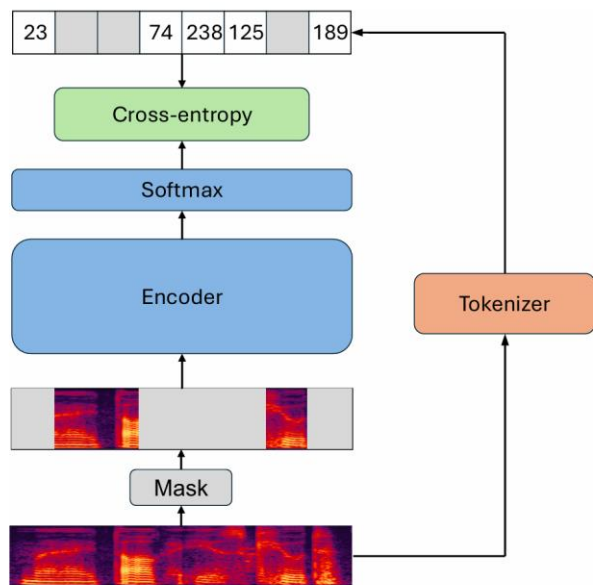 23 74 238 125 189
Cross-entropy
Softmax
Encoder
Tokenizer
Mask